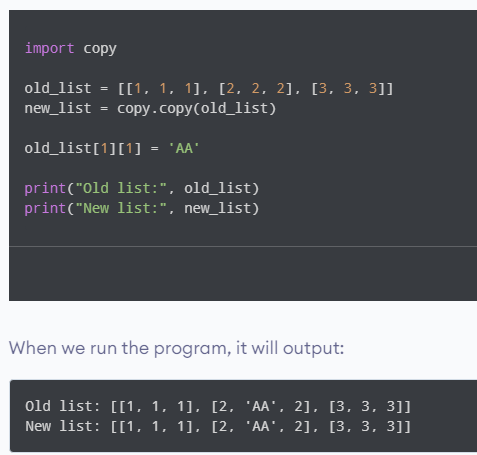 import copy
old_list = [[1, 1, 1], [2, 2, 2], [3, 3, 3]]
new_list = copy.copy(old_list)
old_list[1][1] = 'AA'
print("Old list:", old_list)
print("New list:", new_list)
When we run the program, it will output:
Old list: [[1, 1, 1], [2, 'AA', 2], [3, 3, 3]]
New list: [[1, 1, 1], [2, 'AA', 2], [3, 3, 3]]